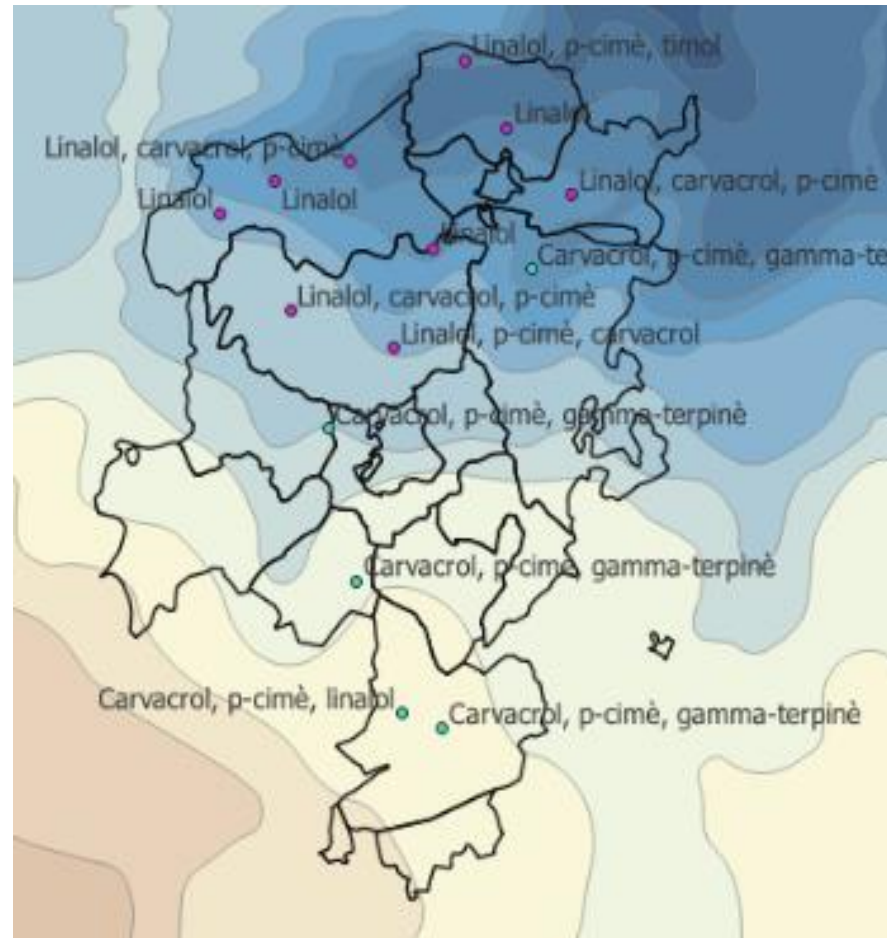 Linalol, p-cimè, timol
Linalol
Linalol, carvacrol, p-cimè
Linalol, carvacrol, p-cimè
Linalol
Linalol
Linalol
Carvacrol, p-cimè, gamma-te
Linalol, carvacrol, p-cimè
Linalol, p-cimè, carvacrol
Carvacrol, p-cimè, gamma-terpinè
Carvacrol, p-cimè, gamma-terpinè
Carvacrol, p-cimè, linalol
Carvacrol, p-cimè, gamma-terpinè